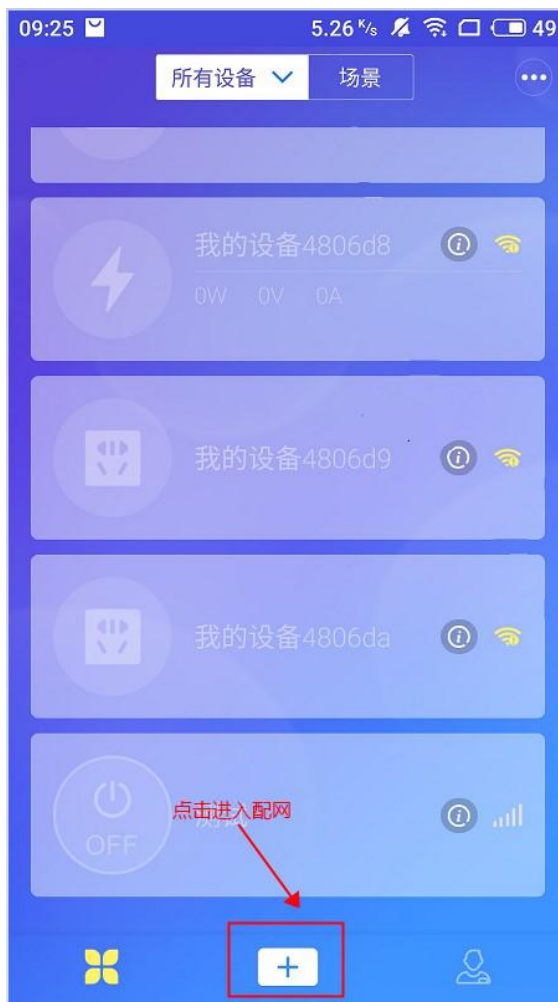 09:25 5.26 K/s 49
所有设备 场景
我的设备4806d8
0W 0V 0A
我的设备4806d9
我的设备4806da
点击进入配网
测试
OFF